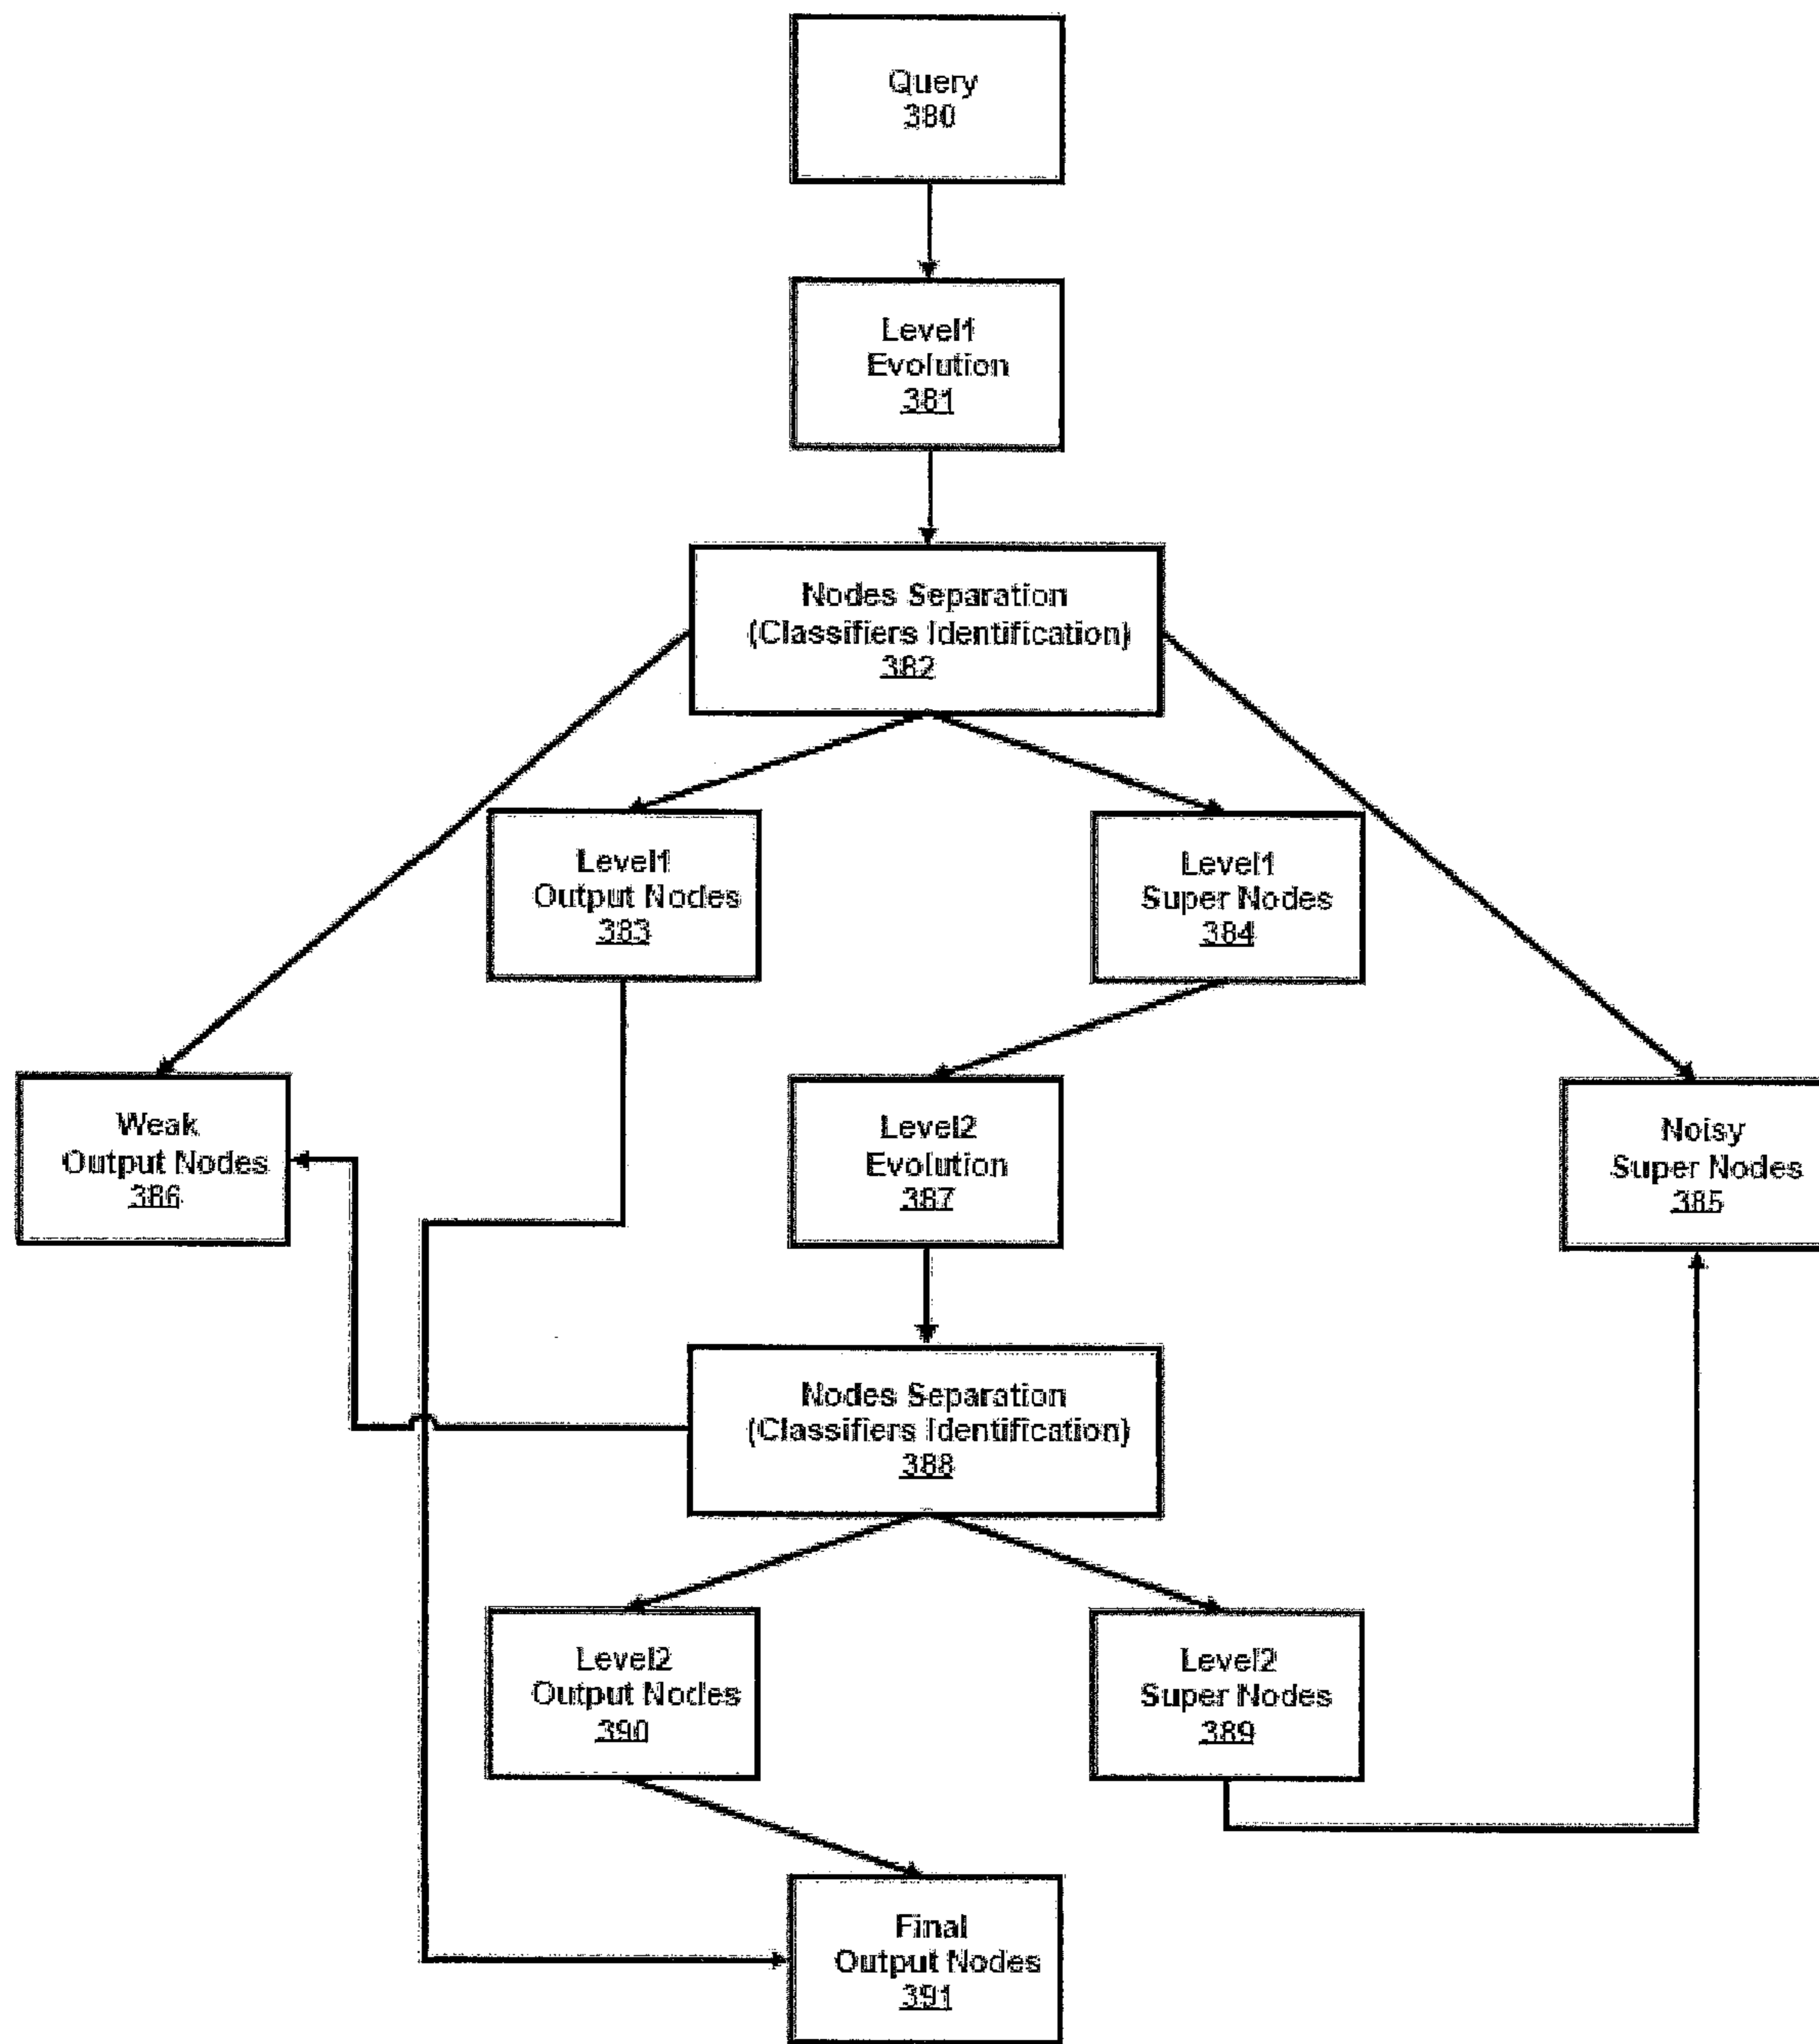 Query
380
Level1
Evolution
381
Nodes Separation
(Classifiers Identification)
382
Level1
Output Nodes
383
Level1
Super Nodes
384
Weak
Output Nodes
386
Level2
Evolution
387
Noisy
Super Nodes
385
Nodes Separation
(Classifiers Identification)
388
Level2
Output Nodes
390
Level2
Super Nodes
389
Final
Output Nodes
391